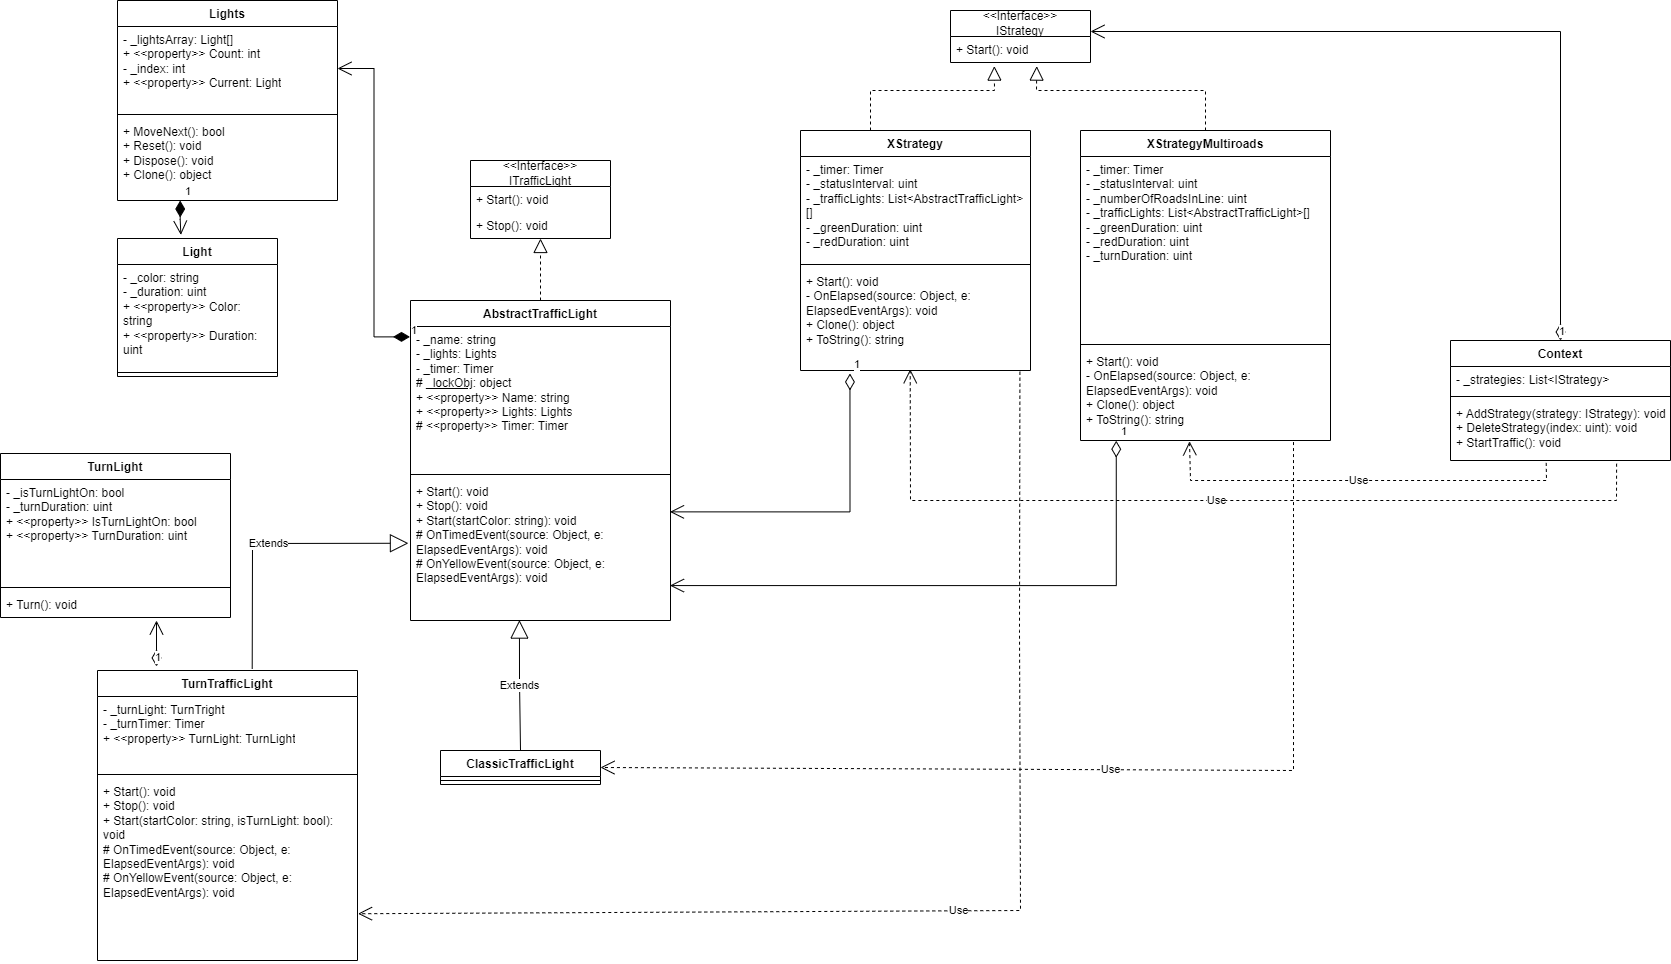 Lights
- _lightsArray: Light[]
+ <<property>> Count: int
- _index: int
+ <<property>> Current: Light
+ MoveNext(): bool
+ Reset(): void
+ Dispose(): void
+ Clone(): object
1
Light
- _color: string
- _duration: uint
+ <<property>> Color:
string
+ <<property>> Duration:
uint
<<Interface>>
ITrafficLight
+ Start(): void
+ Stop(): void
AbstractTrafficLight
1
- _name: string
- _lights: Lights
- _timer: Timer
# _lockObj: object
+ <<property>> Name: string
+ <<property>> Lights: Lights
# <<property>> Timer: Timer
+ Start(): void
+ Stop(): void
+ Start(startColor: string): void
# OnTimedEvent(source: Object, e:
ElapsedEventArgs): void
# OnYellowEvent(source: Object, e:
ElapsedEventArgs): void
<<Interface>>
IStrategy
+ Start(): void
XStrategy
- _timer: Timer
- _statusInterval: uint
- _trafficLights: List<AbstractTrafficLight>
[]
- _greenDuration: uint
- _redDuration: uint
+ Start(): void
- OnElapsed(source: Object, e:
ElapsedEventArgs): void
+ Clone(): object
+ ToString(): string
1
XStrategyMultiroads
- _timer: Timer
- _statusInterval: uint
- _numberOfRoadsInLine: uint
- _trafficLights: List<AbstractTrafficLight>[]
- _greenDuration: uint
- _redDuration: uint
- _turnDuration: uint
+ Start(): void
- OnElapsed(source: Object, e:
ElapsedEventArgs): void
+ Clone(): object
+ ToString(): string
1
1
Context
- _strategies: List<IStrategy>
+ AddStrategy(strategy: IStrategy): void
+ DeleteStrategy(index: uint): void
+ StartTraffic(): void
Use
Use
TurnLight
- _isTurnLightOn: bool
- _turnDuration: uint
+ <<property>> IsTurnLightOn: bool
+ <<property>> TurnDuration: uint
+ Turn(): void
Extends
1
TurnTrafficLight
- _turnLight: TurnTright
- _turnTimer: Timer
+ <<property>> TurnLight: TurnLight
+ Start(): void
+ Stop(): void
+ Start(startColor: string, isTurnLight: bool):
void
# OnTimedEvent(source: Object, e:
ElapsedEventArgs): void
# OnYellowEvent(source: Object, e:
ElapsedEventArgs): void
Extends
ClassicTrafficLight
Use
Use